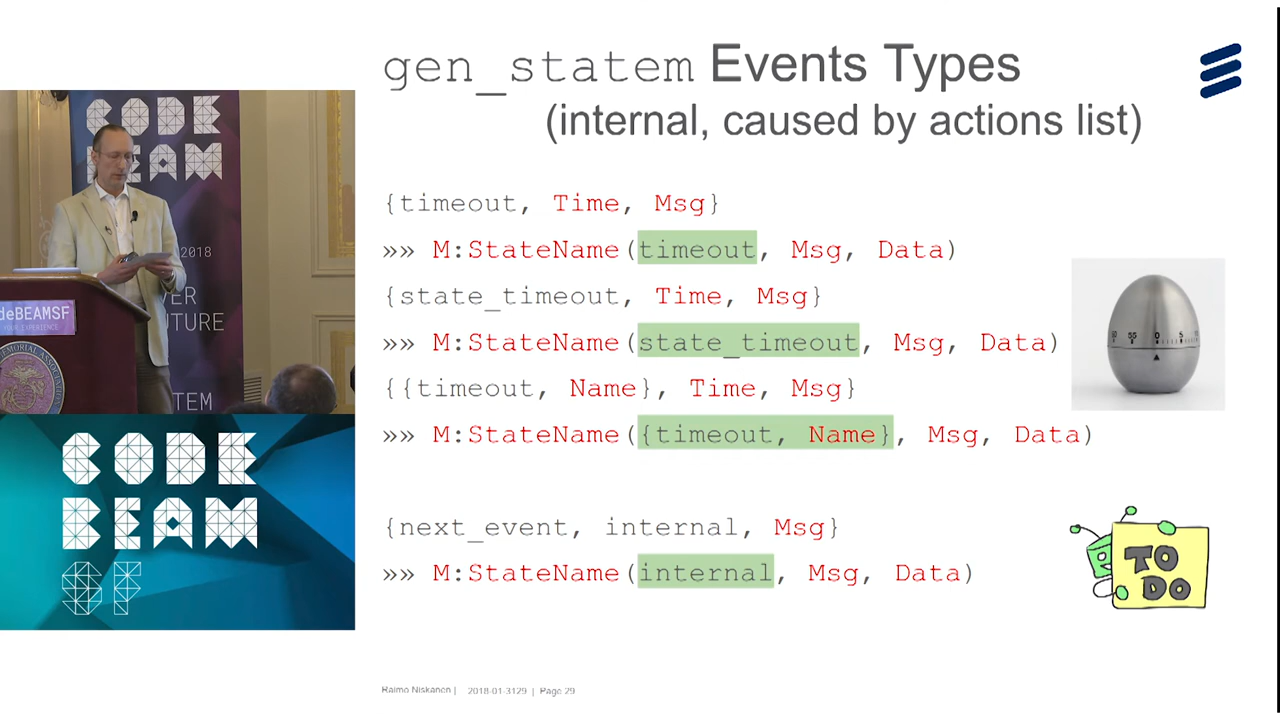 gen_statem Events Types
(internal, caused by actions list)
{timeout, Time, Msg}
»» M:StateName(timeout, Msg, Data)
{state_timeout, Time, Msg}
»» M:StateName(state_timeout, Msg, Data)
{{timeout, Name}, Time, Msg}
»» M:StateName({timeout, Name}, Msg, Data)
{next_event, internal, Msg}
»» M:StateName(internal, Msg, Data)
TO
DO
Raimo Niskanen | 2018-01-3129 | Page 29
CODE
BEAM
2018
VER
UTURE
TEM
deBEAMSF
CODE
BEAM
SF